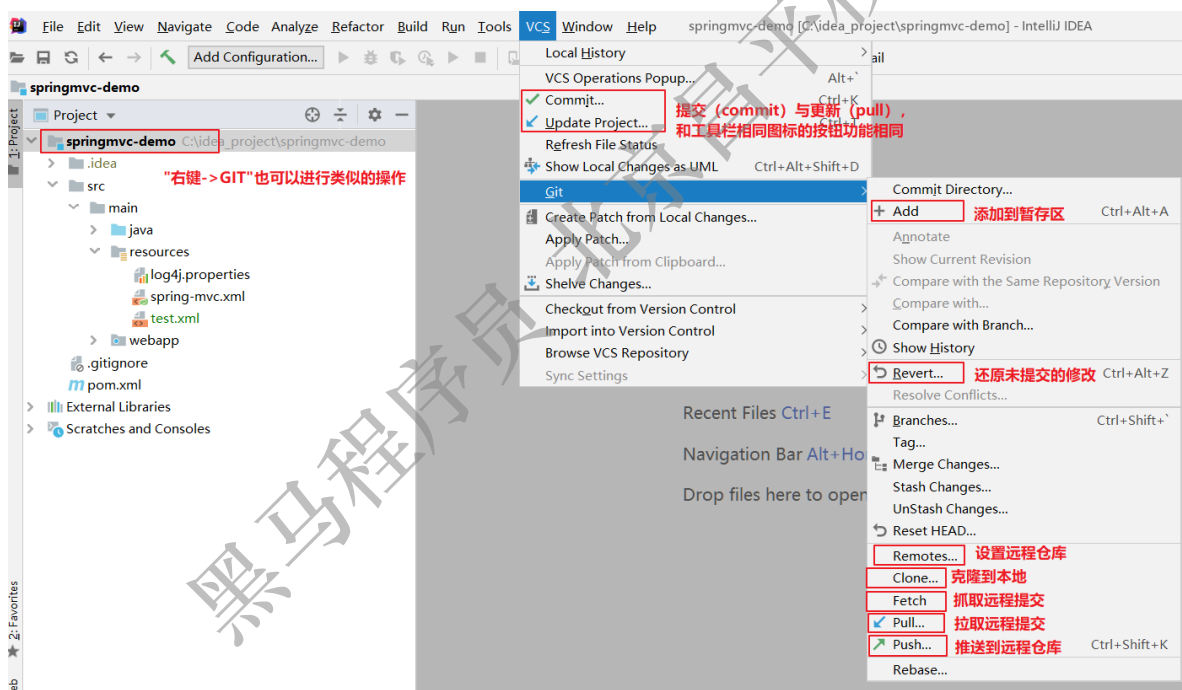 File Edit View Navigate Code Analyze Refactor Build Run Tools VCS Window Help springmvc-demo [C:\idea_project\springmvc-demo] - IntelliJ IDEA
Add Configuration...
ail
springmvc-demo
1: Project
Project
springmvc-demo C:\idea_project\springmvc-demo
.idea
src
main
java
resources
log4j.properties
spring-mvc.xml
test.xml
webapp
.gitignore
pom.xml
External Libraries
Scratches and Consoles
"右键->GIT"也可以进行类似的操作
2: Favorites
eb
Local History
VCS Operations Popup... Alt+`
Commit... Ctrl+K
Update Project... Ctrl+T
提交（commit）与更新（pull），
和工具栏相同图标的按钮功能相同
Refresh File Status
Show Local Changes as UML Ctrl+Alt+Shift+D
Git
Create Patch from Local Changes...
Apply Patch...
Apply Patch from Clipboard...
Shelve Changes...
Checkout from Version Control
Import into Version Control
Browse VCS Repository
Sync Settings
Recent Files Ctrl+E
Navigation Bar Alt+Ho
Drop files here to open
Commit Directory...
Add 添加到暂存区 Ctrl+Alt+A
Annotate
Show Current Revision
Compare with the Same Repository Version
Compare with...
Compare with Branch...
Show History
Revert... 还原未提交的修改 Ctrl+Alt+Z
Resolve Conflicts...
Branches... Ctrl+Shift+`
Tag...
Merge Changes...
Stash Changes...
UnStash Changes...
Reset HEAD...
Remotes... 设置远程仓库
Clone... 克隆到本地
Fetch 抓取远程提交
Pull... 拉取远程提交
Push... 推送到远程仓库 Ctrl+Shift+K
Rebase...
黑马程序员 北京昌平校